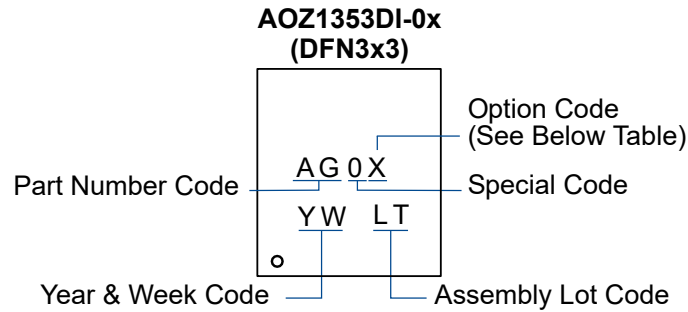 AOZ1353DI-0x
(DFN3x3)
Option Code
(See Below Table)
AG0X
Part Number Code
Special Code
YW LT
Year & Week Code
Assembly Lot Code